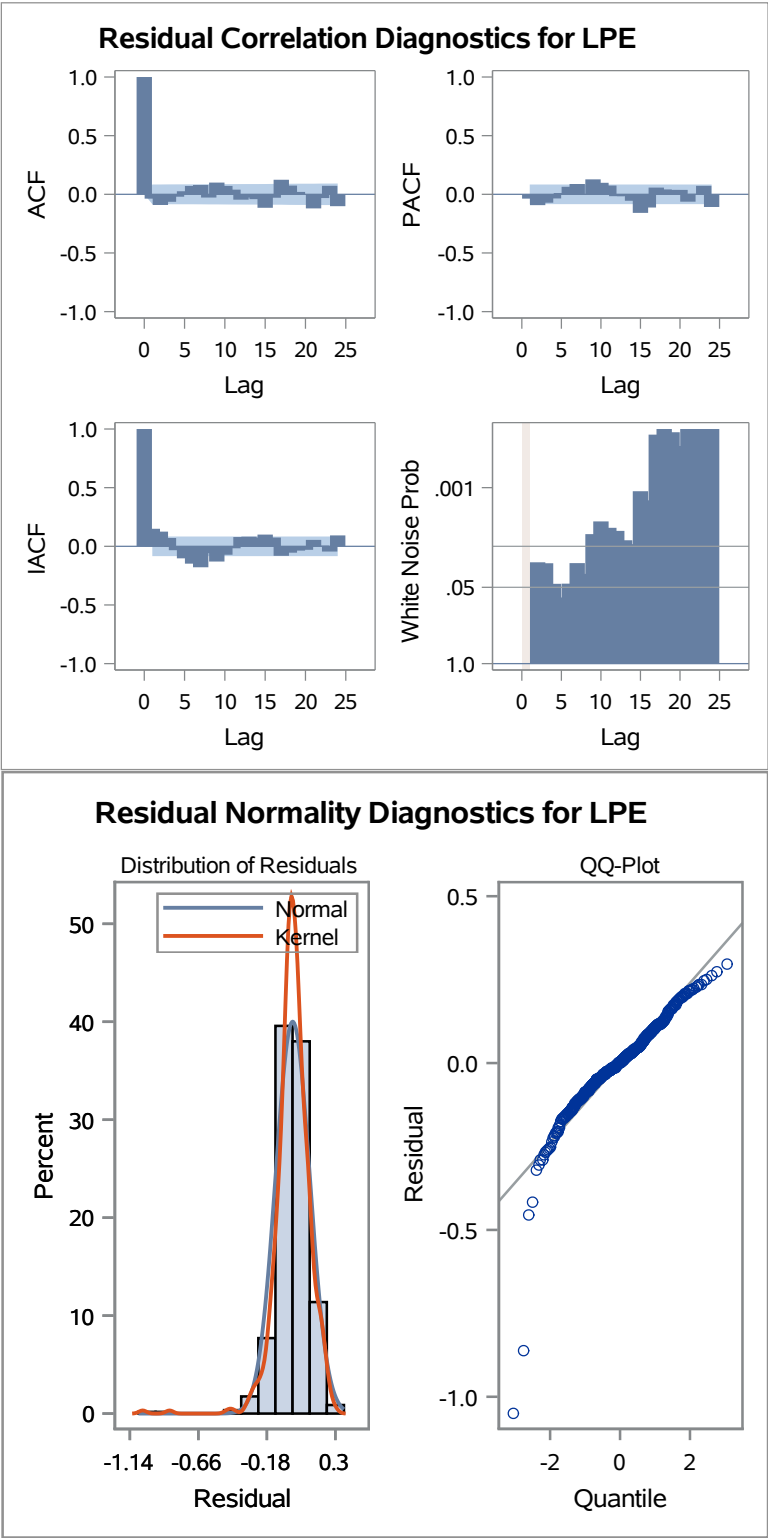 Residual Correlation Diagnostics for LPE
1.0
0.5
0.0
-0.5
-1.0
ACF
0 5 10 15 20 25
Lag
1.0
0.5
0.0
-0.5
-1.0
PACF
0 5 10 15 20 25
Lag
1.0
0.5
0.0
-0.5
-1.0
IACF
0 5 10 15 20 25
Lag
.001
.05
1.0
White Noise Prob
0 5 10 15 20 25
Lag
Residual Normality Diagnostics for LPE
Distribution of Residuals
Normal
Kernel
50
40
30
20
10
0
Percent
-1.14 -0.66 -0.18 0.3
Residual
QQ-Plot
0.5
0.0
-0.5
-1.0
Residual
-2 0 2
Quantile